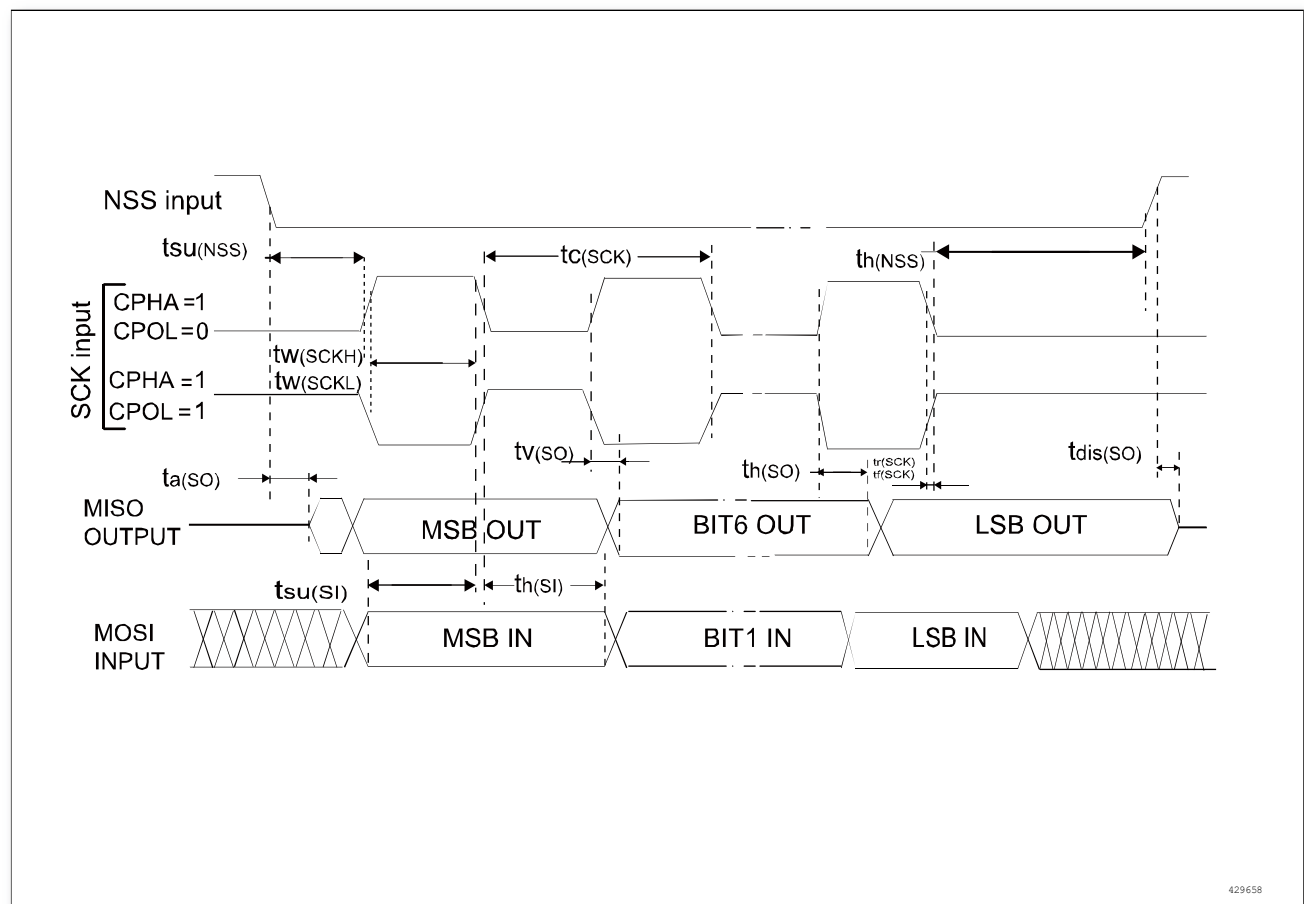 NSS input
tsu(NSS)
tc(SCK)
th(NSS)
SCK input
CPHA =1
CPOL=0
tw(SCKH)
CPHA =1
tw(SCKL)
CPOL =1
tv(SO)
tdis(SO)
ta(SO)
th(SO)
tr(SCK)
tf(SCK)
MISO
OUTPUT
MSB OUT
BIT6 OUT
LSB OUT
tsu(SI)
th(SI)
MOSI
INPUT
MSB IN
BIT1 IN
LSB IN
429658